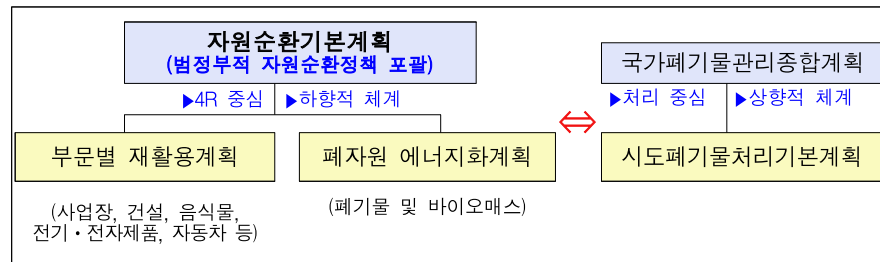 자원순환기본계획
(범정부적 자원순환정책 포괄)
▶4R 중심 ▶하향적 체계
부문별 재활용계획
폐자원 에너지화계획
(사업장, 건설, 음식물,
전기・전자제품, 자동차 등)
(폐기물 및 바이오매스)
⇔
국가폐기물관리종합계획
▶처리 중심 ▶상향적 체계
시도폐기물처리기본계획